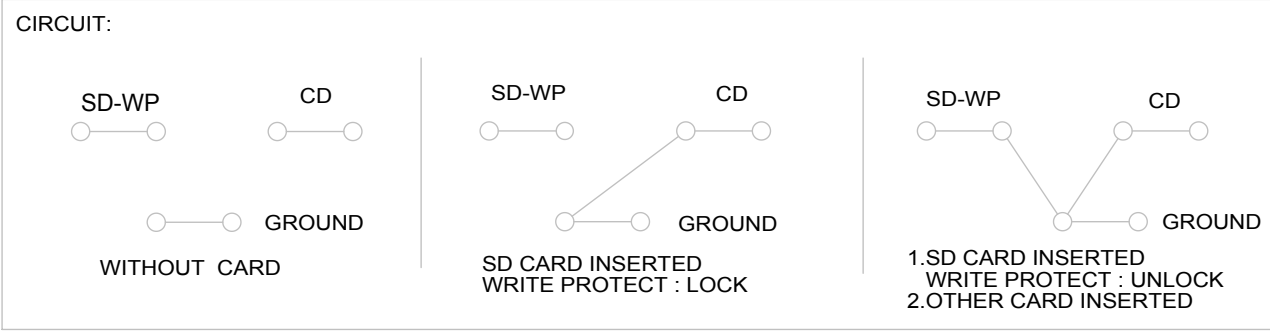 CIRCUIT:
SD-WP
CD
GROUND
WITHOUT CARD
SD-WP
CD
GROUND
SD CARD INSERTED
WRITE PROTECT : LOCK
SD-WP
CD
GROUND
1.SD CARD INSERTED
WRITE PROTECT : UNLOCK
2.OTHER CARD INSERTED